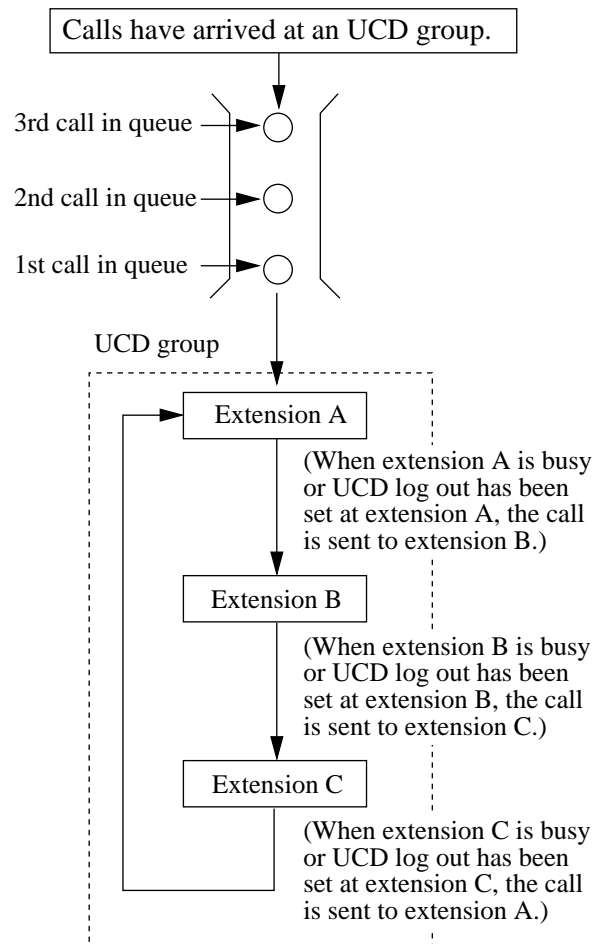 Calls have arrived at an UCD group.
3rd call in queue
2nd call in queue
1st call in queue
UCD group
Extension A
(When extension A is busy
or UCD log out has been
set at extension A, the call
is sent to extension B.)
Extension B
(When extension B is busy
or UCD log out has been
set at extension B, the call
is sent to extension C.)
Extension C
(When extension C is busy
or UCD log out has been
set at extension C, the call
is sent to extension A.)